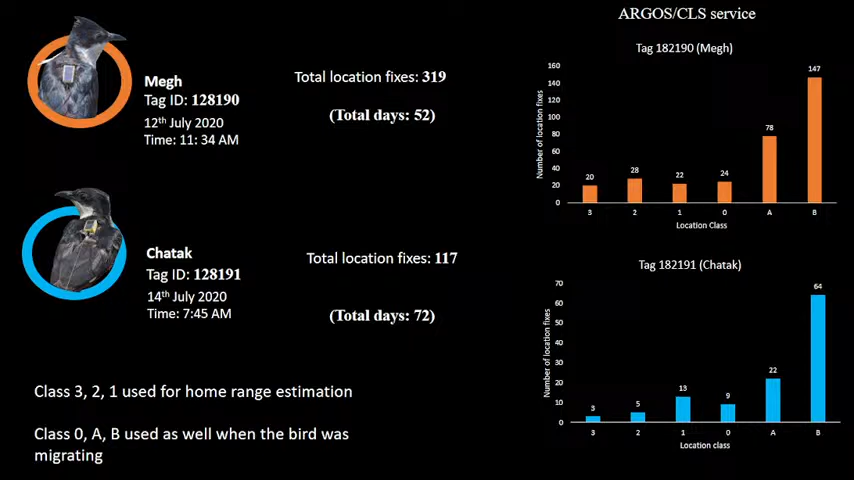 ARGOS/CLS service
Megh
Tag ID: 128190
12th July 2020
Time: 11: 34 AM
Total location fixes: 319
(Total days: 52)
Tag 182190 (Megh)
Number of location fixes
160
140
120
100
80
60
40
20
0
20
28
22
24
78
147
3 2 1 0 A B
Location Class
Chatak
Tag ID: 128191
14th July 2020
Time: 7:45 AM
Total location fixes: 117
(Total days: 72)
Tag 182191 (Chatak)
Number of location fixes
70
60
50
40
30
20
10
0
3
5
13
9
22
64
3 2 1 0 A B
Location class
Class 3, 2, 1 used for home range estimation
Class 0, A, B used as well when the bird was
migrating